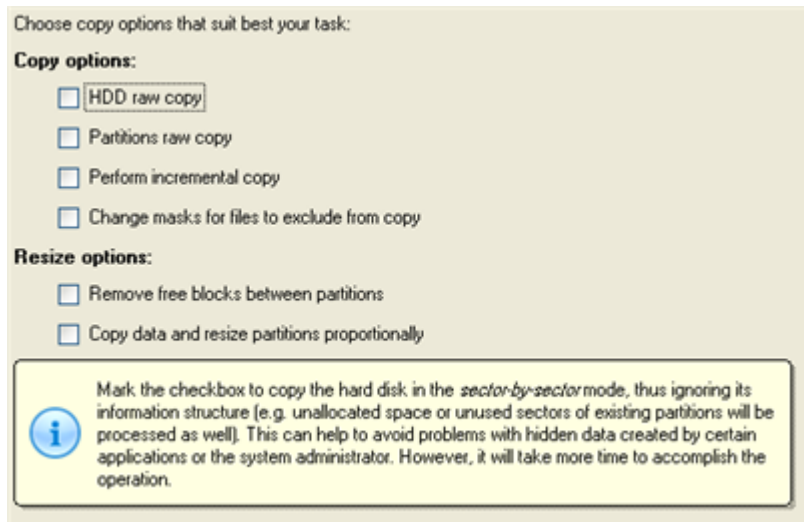 Choose copy options that suit best your task:
Copy options:
HDD raw copy
Partitions raw copy
Perform incremental copy
Change masks for files to exclude from copy
Resize options:
Remove free blocks between partitions
Copy data and resize partitions proportionally
Mark the checkbox to copy the hard disk in the sector-by-sector mode, thus ignoring its
information structure (e.g. unallocated space or unused sectors of existing partitions will be
processed as well). This can help to avoid problems with hidden data created by certain
applications or the system administrator. However, it will take more time to accomplish the
operation.